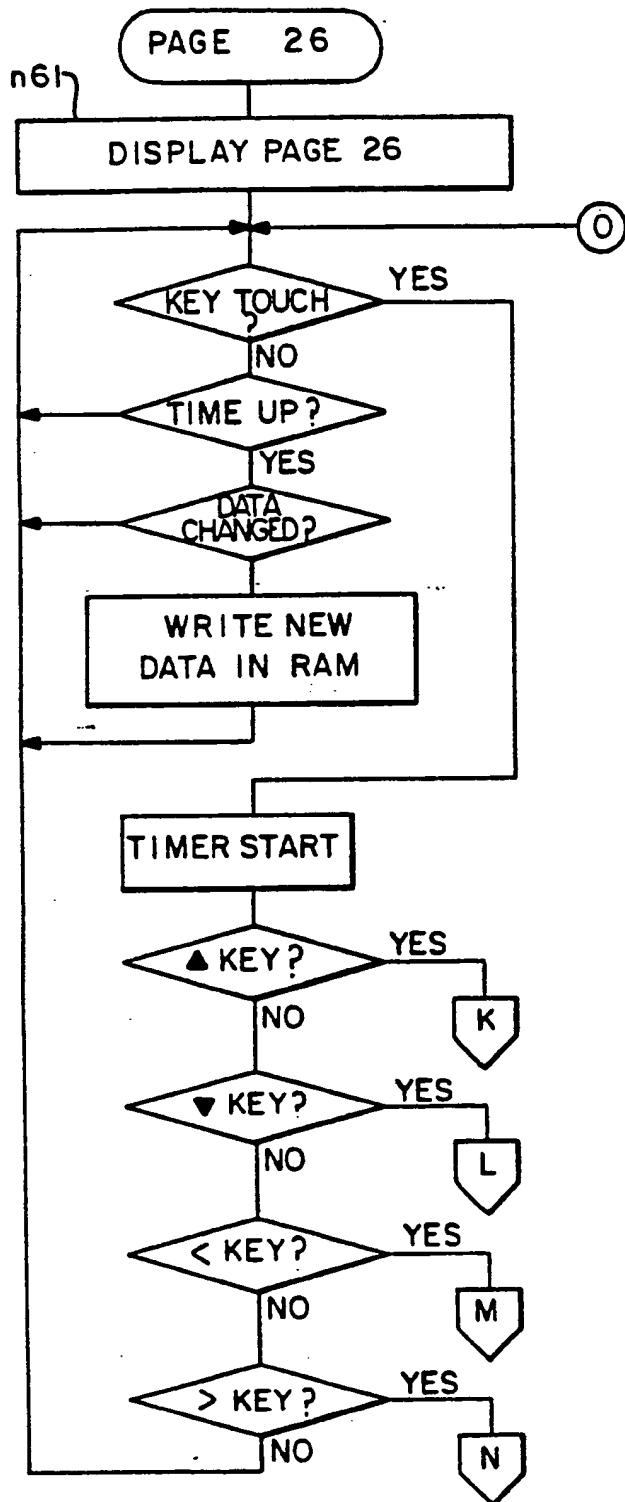 PAGE 26
n61
DISPLAY PAGE 26
O
KEY TOUCH
?
YES
NO
TIME UP?
YES
DATA
CHANGED?
WRITE NEW
DATA IN RAM
TIMER START
▲ KEY?
YES
K
NO
▼ KEY?
YES
L
NO
< KEY?
YES
M
NO
> KEY?
YES
N
NO